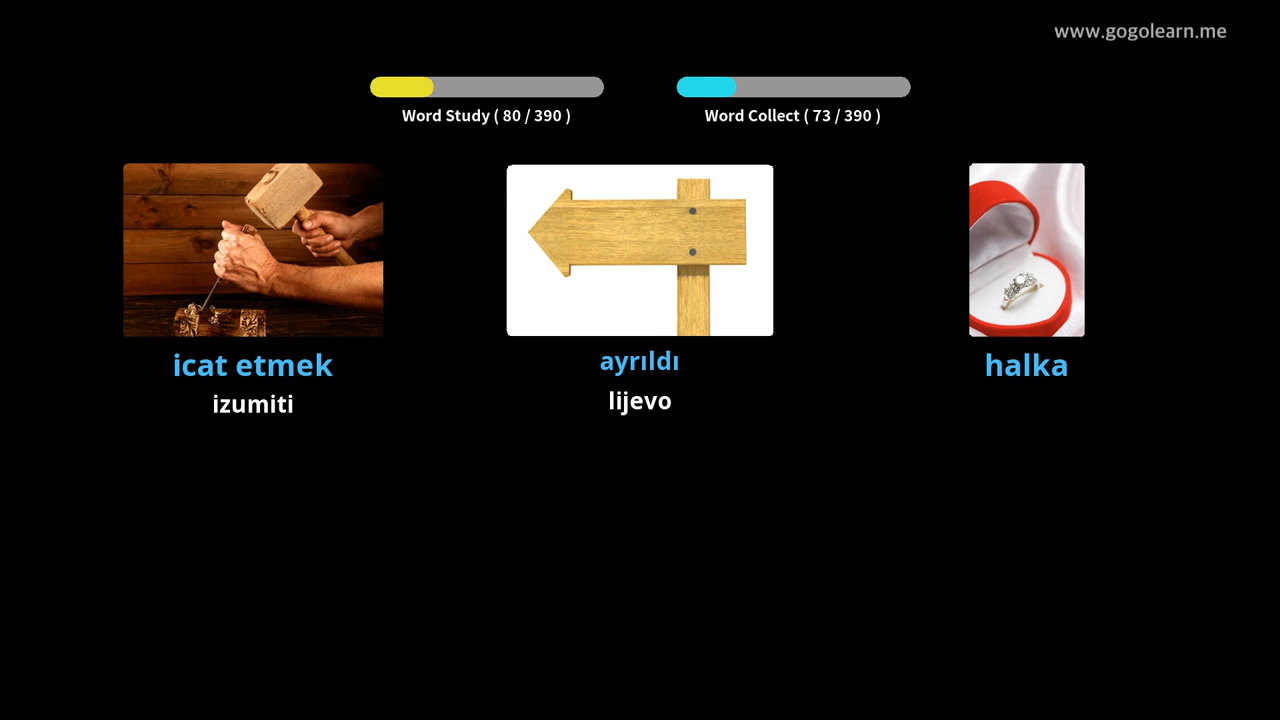 www.gogolearn.me
Word Study ( 80 / 390 )
Word Collect ( 73 / 390 )
icat etmek
izumiti
ayrıldı
lijevo
halka